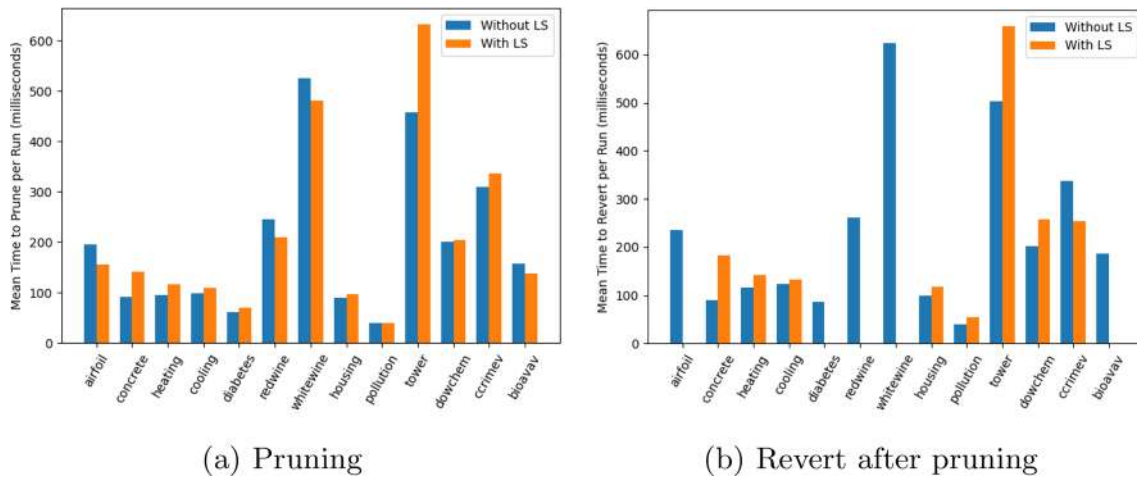 Mean Time to Prune per Run (milliseconds)
600
500
400
300
200
100
0
Without LS
With LS
airfoil
concrete
heating
cooling
diabetes
redwine
whitewine
housing
pollution
tower
dowchem
ccrimev
bioavav
(a) Pruning
Mean Time to Revert per Run (milliseconds)
600
500
400
300
200
100
0
Without LS
With LS
airfoil
concrete
heating
cooling
diabetes
redwine
whitewine
housing
pollution
tower
dowchem
ccrimev
bioavav
(b) Revert after pruning